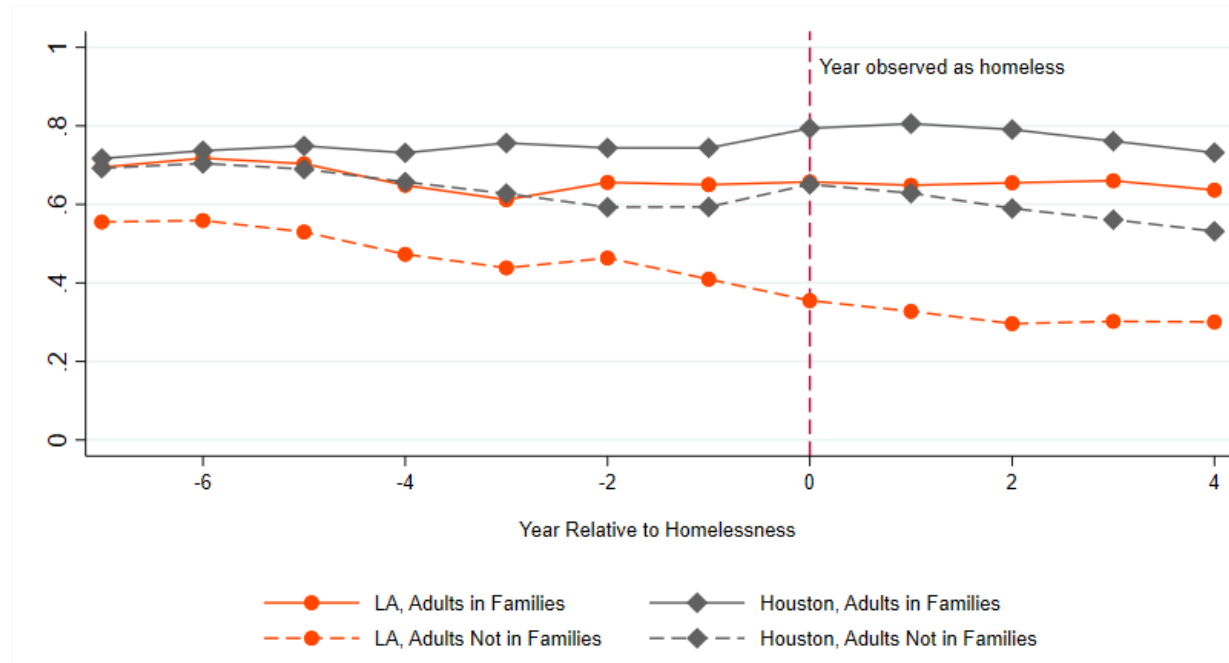 1
Year observed as homeless
.8
.6
.4
.2
0
-6 -4 -2 0 2 4
Year Relative to Homelessness
LA, Adults in Families Houston, Adults in Families
LA, Adults Not in Families Houston, Adults Not in Families